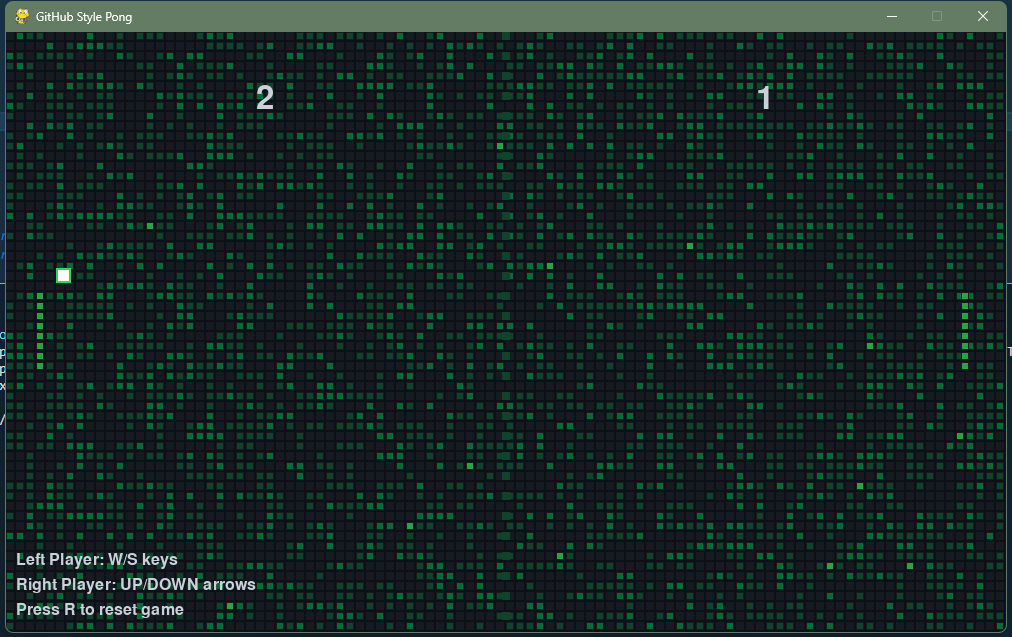 GitHub Style Pong
2 1
Left Player: W/S keys
Right Player: UP/DOWN arrows
Press R to reset game